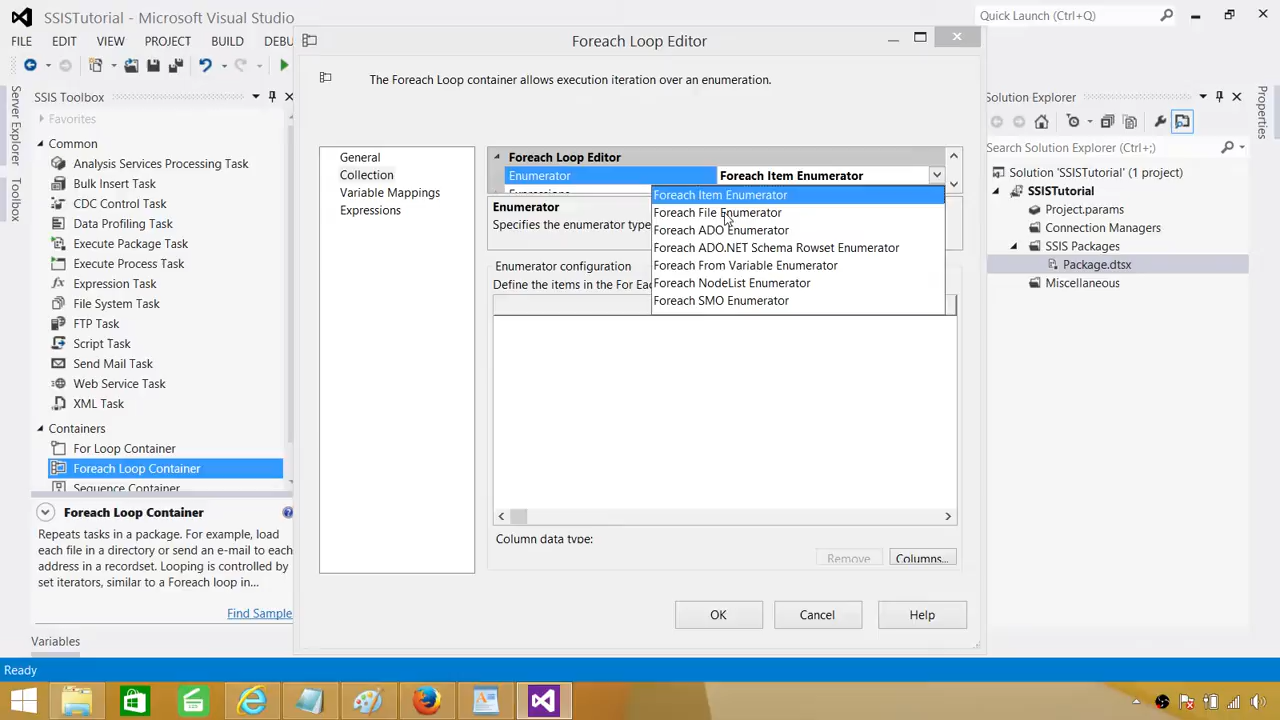 SSISTutorial - Microsoft Visual Studio
Quick Launch (Ctrl+Q)
FILE EDIT VIEW PROJECT BUILD DEBU
Foreach Loop Editor
The Foreach Loop container allows execution iteration over an enumeration.
Server Explorer
Toolbox
SSIS Toolbox
Favorites
Common
Analysis Services Processing Task
Bulk Insert Task
CDC Control Task
Data Profiling Task
Execute Package Task
Execute Process Task
Expression Task
File System Task
FTP Task
Script Task
Send Mail Task
Web Service Task
XML Task
Containers
For Loop Container
Foreach Loop Container
Sequence Container
Foreach Loop Container
Repeats tasks in a package. For example, load
each file in a directory or send an e-mail to each
address in a recordset. Looping is controlled by
set iterators, similar to a Foreach loop in...
Find Sample
Variables
Ready
General
Collection
Variable Mappings
Expressions
Foreach Loop Editor
Enumerator Foreach Item Enumerator
Expressions
Foreach Item Enumerator
Foreach File Enumerator
Foreach ADO Enumerator
Foreach ADO.NET Schema Rowset Enumerator
Foreach From Variable Enumerator
Foreach NodeList Enumerator
Foreach SMO Enumerator
Enumerator
Specifies the enumerator type
Enumerator configuration
Define the items in the For Eac
Column data type:
Remove Columns...
OK Cancel Help
Solution Explorer
Search Solution Explorer (Ctrl+;)
Solution 'SSISTutorial' (1 project)
SSISTutorial
Project.params
Connection Managers
SSIS Packages
Package.dtsx
Miscellaneous
Properties